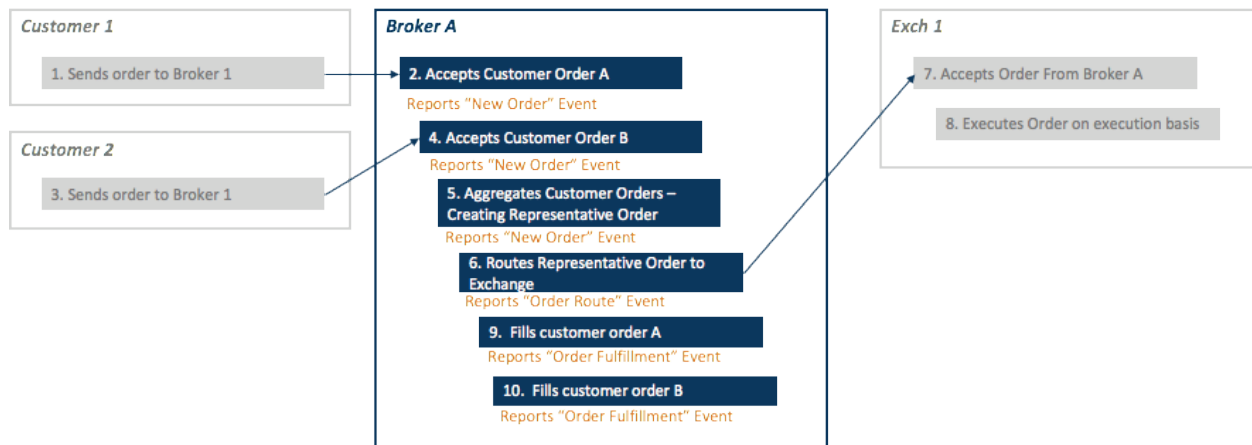 Customer 1
1. Sends order to Broker 1
Customer 2
3. Sends order to Broker 1
Broker A
2. Accepts Customer Order A
Reports "New Order" Event
4. Accepts Customer Order B
Reports "New Order" Event
5. Aggregates Customer Orders –
Creating Representative Order
Reports "New Order" Event
6. Routes Representative Order to
Exchange
Reports "Order Route" Event
9. Fills customer order A
Reports "Order Fulfillment" Event
10. Fills customer order B
Reports "Order Fulfillment" Event
Exch 1
7. Accepts Order From Broker A
8. Executes Order on execution basis